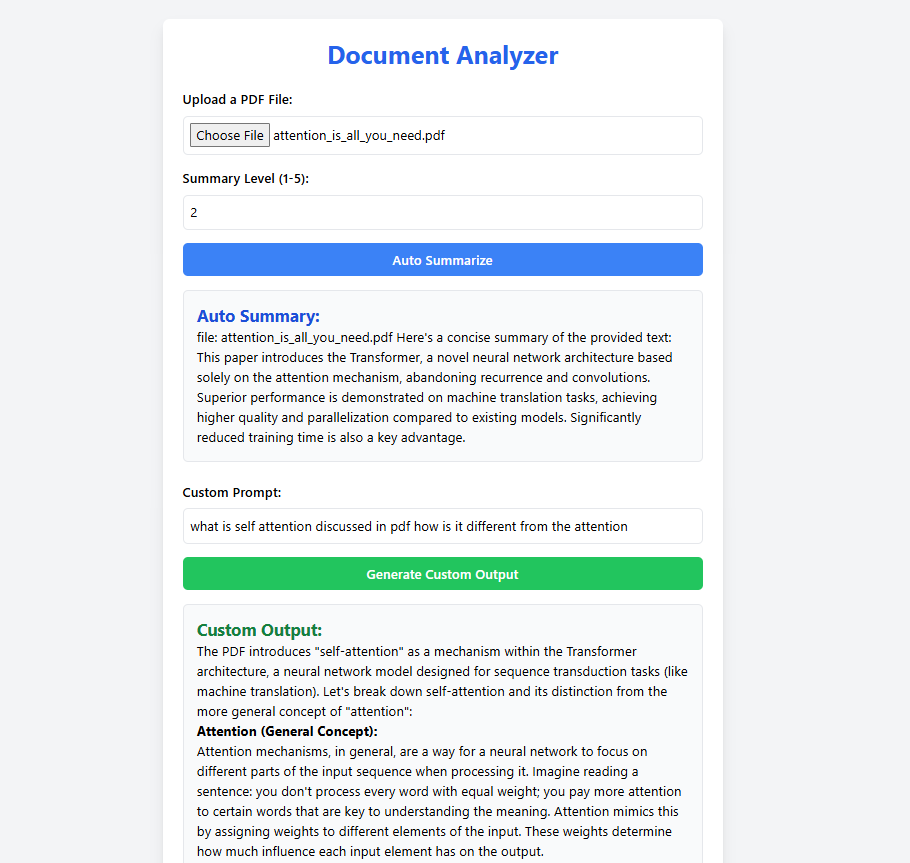 Document Analyzer
Upload a PDF File:
Choose File attention_is_all_you_need.pdf
Summary Level (1-5):
2
Auto Summarize
Auto Summary:
file: attention_is_all_you_need.pdf Here's a concise summary of the provided text:
This paper introduces the Transformer, a novel neural network architecture based
solely on the attention mechanism, abandoning recurrence and convolutions.
Superior performance is demonstrated on machine translation tasks, achieving
higher quality and parallelization compared to existing models. Significantly
reduced training time is also a key advantage.
Custom Prompt:
what is self attention discussed in pdf how is it different from the attention
Generate Custom Output
Custom Output:
The PDF introduces "self-attention" as a mechanism within the Transformer
architecture, a neural network model designed for sequence transduction tasks (like
machine translation). Let's break down self-attention and its distinction from the
more general concept of "attention":
Attention (General Concept):
Attention mechanisms, in general, are a way for a neural network to focus on
different parts of the input sequence when processing it. Imagine reading a
sentence: you don't process every word with equal weight; you pay more attention
to certain words that are key to understanding the meaning. Attention mimics this
by assigning weights to different elements of the input. These weights determine
how much influence each input element has on the output.